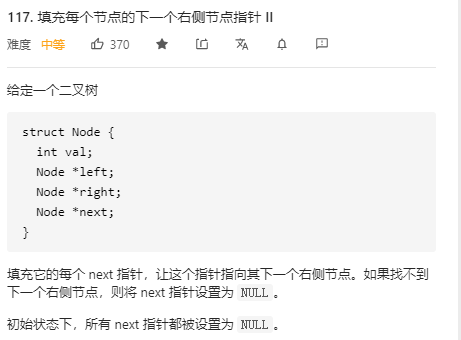 117. 填充每个节点的下一个右侧节点指针 II
难度 中等 370
给定一个二叉树
struct Node {
  int val;
  Node *left;
  Node *right;
  Node *next;
}
填充它的每个 next 指针，让这个指针指向其下一个右侧节点。如果找不到
下一个右侧节点，则将 next 指针设置为 NULL 。
初始状态下，所有 next 指针都被设置为 NULL 。